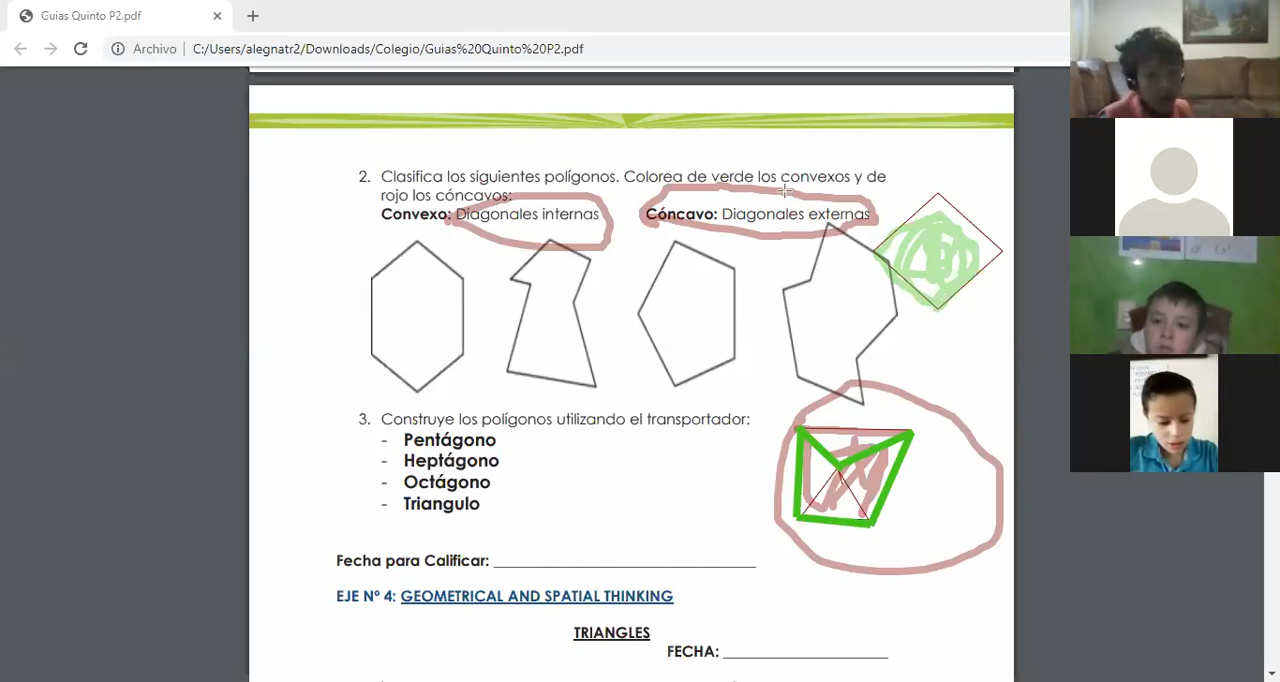 Guias Quinto P2.pdf
Archivo | C:/Users/alegnatr2/Downloads/Colegio/Guias%20Quinto%20P2.pdf
2. Clasifica los siguientes polígonos. Colorea de verde los convexos y de
rojo los cóncavos:
Convexo: Diagonales internas Cóncavo: Diagonales externas
3. Construye los polígonos utilizando el transportador:
- Pentágono
- Heptágono
- Octágono
- Triangulo
Fecha para Calificar: ______________________________
EJE Nº 4: GEOMETRICAL AND SPATIAL THINKING
TRIANGLES
FECHA: ___________________